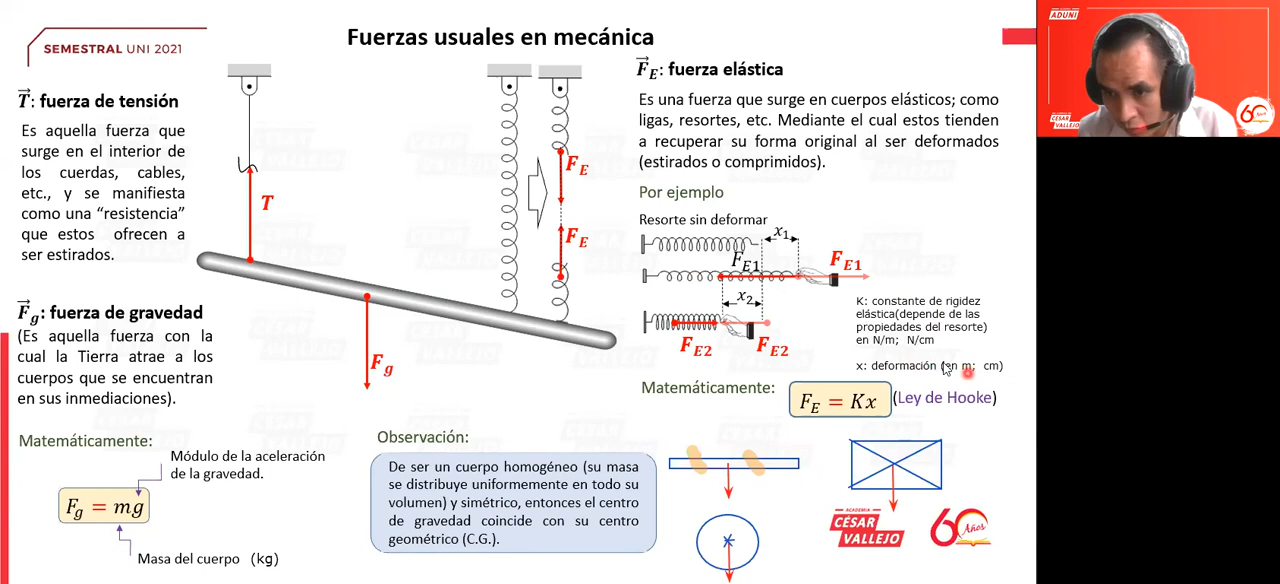 SEMESTRAL UNI 2021
Fuerzas usuales en mecánica
T: fuerza de tensión
Es aquella fuerza que
surge en el interior de
los cuerdas, cables,
etc., y se manifiesta
como una "resistencia"
que estos ofrecen a
ser estirados.
F_g: fuerza de gravedad
(Es aquella fuerza con la
cual la Tierra atrae a los
cuerpos que se encuentran
en sus inmediaciones).
Matemáticamente:
Módulo de la aceleración
de la gravedad.
F_g = mg
Masa del cuerpo (kg)
T
F_g
F_E
F_E
Observación:
De ser un cuerpo homogéneo (su masa
se distribuye uniformemente en todo su
volumen) y simétrico, entonces el centro
de gravedad coincide con su centro
geométrico (C.G.).
F_E: fuerza elástica
Es una fuerza que surge en cuerpos elásticos; como
ligas, resortes, etc. Mediante el cual estos tienden
a recuperar su forma original al ser deformados
(estirados o comprimidos).
Por ejemplo
Resorte sin deformar
x_1
F_E1
F_E1
x_2
F_E2
F_E2
K: constante de rigidez
elástica(depende de las
propiedades del resorte)
en N/m; N/cm
x: deformación (en m; cm)
Matemáticamente:
F_E = Kx
(Ley de Hooke)
ACADEMIA
CÉSAR
VALLEJO
60 Años
ADUNI
CÉSAR
VALLEJO
60